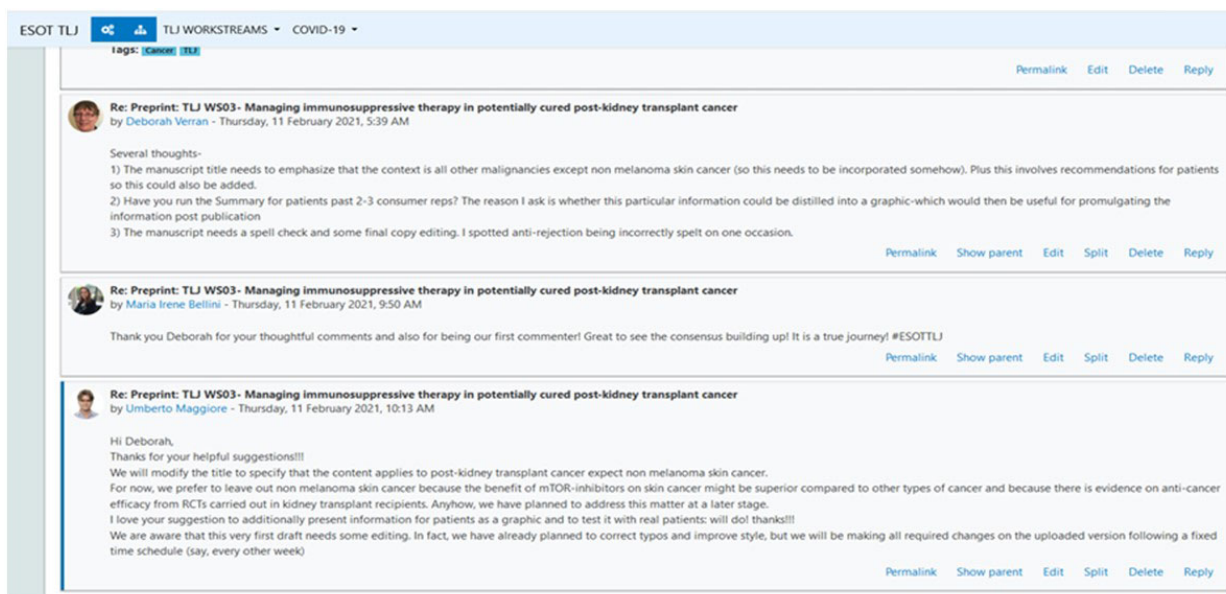 ESOT TLJ TLJ WORKSTREAMS COVID-19
Tags: Cancer TLJ
Permalink Edit Delete Reply
Re: Preprint: TLJ WS03- Managing immunosuppressive therapy in potentially cured post-kidney transplant cancer
by Deborah Verran - Thursday, 11 February 2021, 5:39 AM
Several thoughts-
1) The manuscript title needs to emphasize that the context is all other malignancies except non melanoma skin cancer (so this needs to be incorporated somehow). Plus this involves recommendations for patients
so this could also be added.
2) Have you run the Summary for patients past 2-3 consumer reps? The reason I ask is whether this particular information could be distilled into a graphic-which would then be useful for promulgating the
information post publication
3) The manuscript needs a spell check and some final copy editing. I spotted anti-rejection being incorrectly spelt on one occasion.
Permalink Show parent Edit Split Delete Reply
Re: Preprint: TLJ WS03- Managing immunosuppressive therapy in potentially cured post-kidney transplant cancer
by Maria Irene Bellini - Thursday, 11 February 2021, 9:50 AM
Thank you Deborah for your thoughtful comments and also for being our first commenter! Great to see the consensus building up! It is a true journey! #ESOTTLJ
Permalink Show parent Edit Split Delete Reply
Re: Preprint: TLJ WS03- Managing immunosuppressive therapy in potentially cured post-kidney transplant cancer
by Umberto Maggiore - Thursday, 11 February 2021, 10:13 AM
Hi Deborah,
Thanks for your helpful suggestions!!!
We will modify the title to specify that the content applies to post-kidney transplant cancer expect non melanoma skin cancer.
For now, we prefer to leave out non melanoma skin cancer because the benefit of mTOR-inhibitors on skin cancer might be superior compared to other types of cancer and because there is evidence on anti-cancer
efficacy from RCTs carried out in kidney transplant recipients. Anyhow, we have planned to address this matter at a later stage.
I love your suggestion to additionally present information for patients as a graphic and to test it with real patients: will do! thanks!!!
We are aware that this very first draft needs some editing. In fact, we have already planned to correct typos and improve style, but we will be making all required changes on the uploaded version following a fixed
time schedule (say, every other week)
Permalink Show parent Edit Split Delete Reply